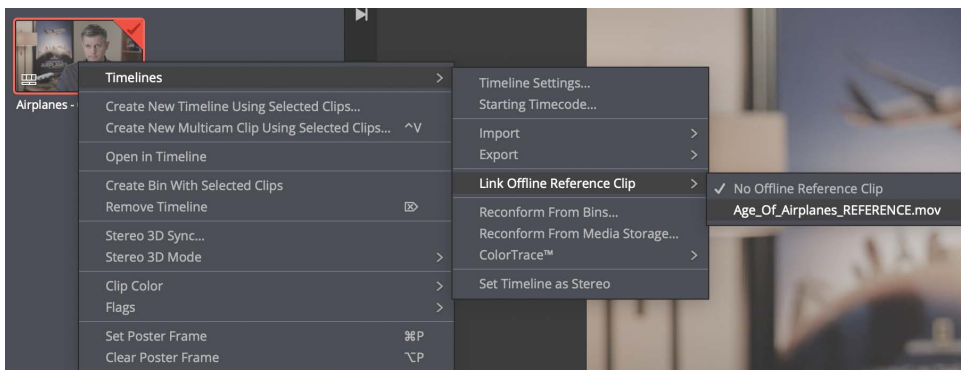 Airplanes -
Timelines >
Create New Timeline Using Selected Clips...
Create New Multicam Clip Using Selected Clips... ^V
Open in Timeline
Create Bin With Selected Clips
Remove Timeline ⌦
Stereo 3D Sync...
Stereo 3D Mode >
Clip Color >
Flags >
Set Poster Frame ⌘P
Clear Poster Frame ⌥P
Timeline Settings...
Starting Timecode...
Import >
Export >
Link Offline Reference Clip >
Reconform From Bins...
Reconform From Media Storage...
ColorTrace™ >
Set Timeline as Stereo
✓ No Offline Reference Clip
Age_Of_Airplanes_REFERENCE.mov